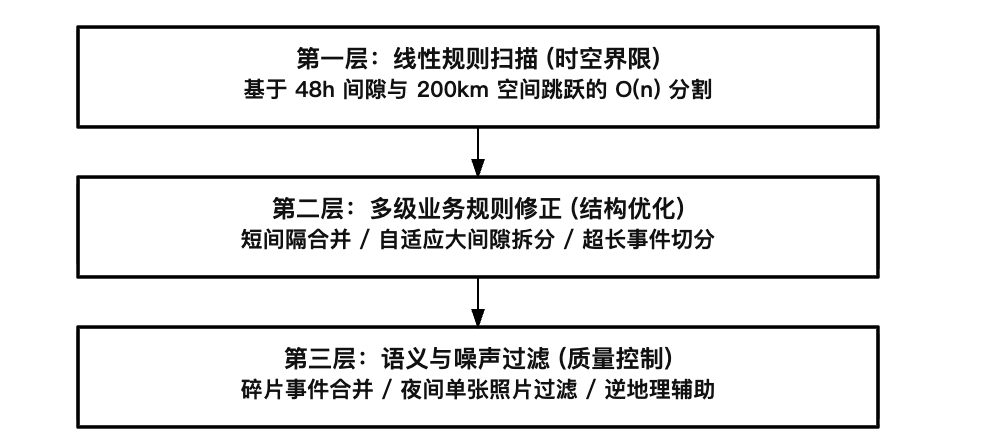 第一层：线性规则扫描 (时空界限)
基于 48h 间隙与 200km 空间跳跃的 O(n) 分割
第二层：多级业务规则修正 (结构优化)
短间隔合并 / 自适应大间隙拆分 / 超长事件切分
第三层：语义与噪声过滤 (质量控制)
碎片事件合并 / 夜间单张照片过滤 / 逆地理辅助